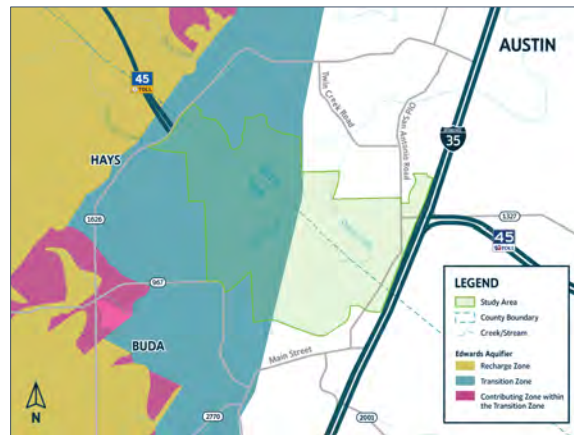 AUSTIN
45
TOLL
Twin Creek Road
Old San Antonio Road
35
HAYS
1626
1327
45
TOLL
967
LEGEND
Study Area
County Boundary
Creek/Stream
Edwards Aquifer
Recharge Zone
Transition Zone
Contributing Zone within
the Transition Zone
BUDA
Main Street
2770
2001
N